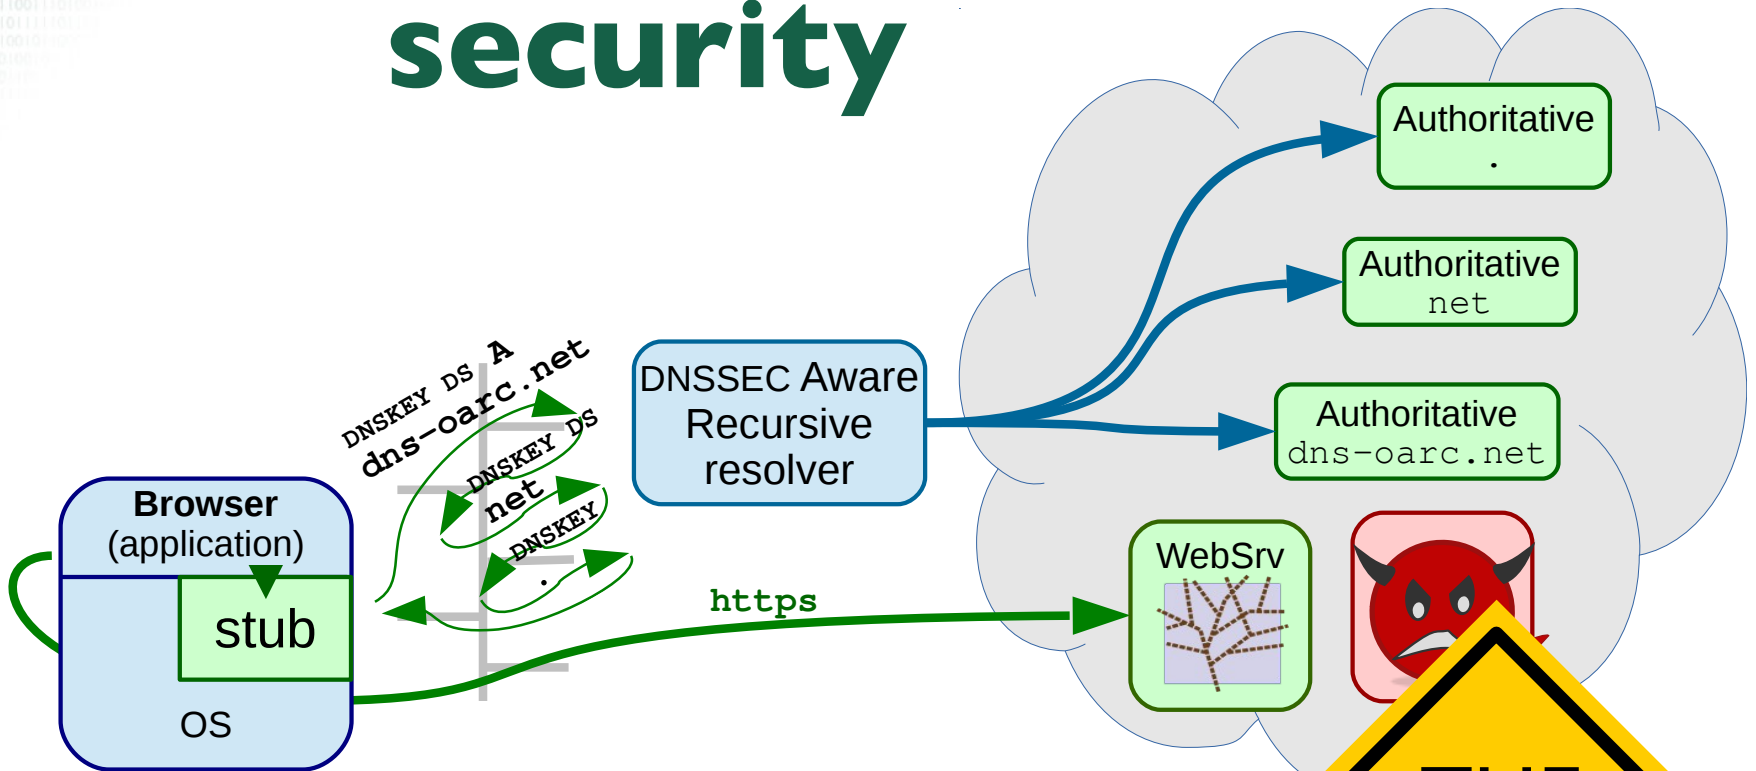 security
Authoritative
.
Authoritative
net
DNSKEY DS A
dns-oarc.net
DNSKEY DS
net
DNSKEY
.
DNSSEC Aware
Recursive
resolver
Authoritative
dns-oarc.net
Browser
(application)
stub
OS
https
WebSrv